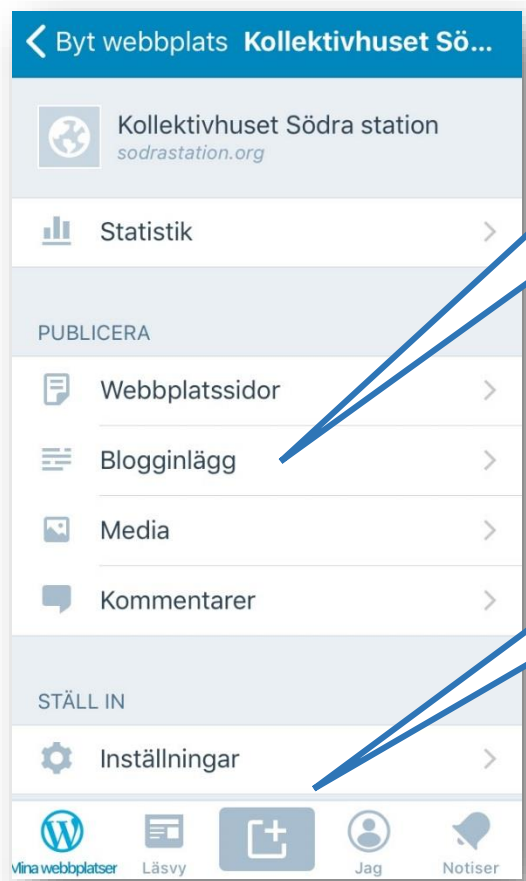 Byt webbplats Kollektivhuset Sö...
Kollektivhuset Södra station
sodrastation.org
Statistik
PUBLICERA
Webbplatssidor
Blogginlägg
Media
Kommentarer
STÄLL IN
Inställningar
Mina webbplatser Läsvy Jag Notiser